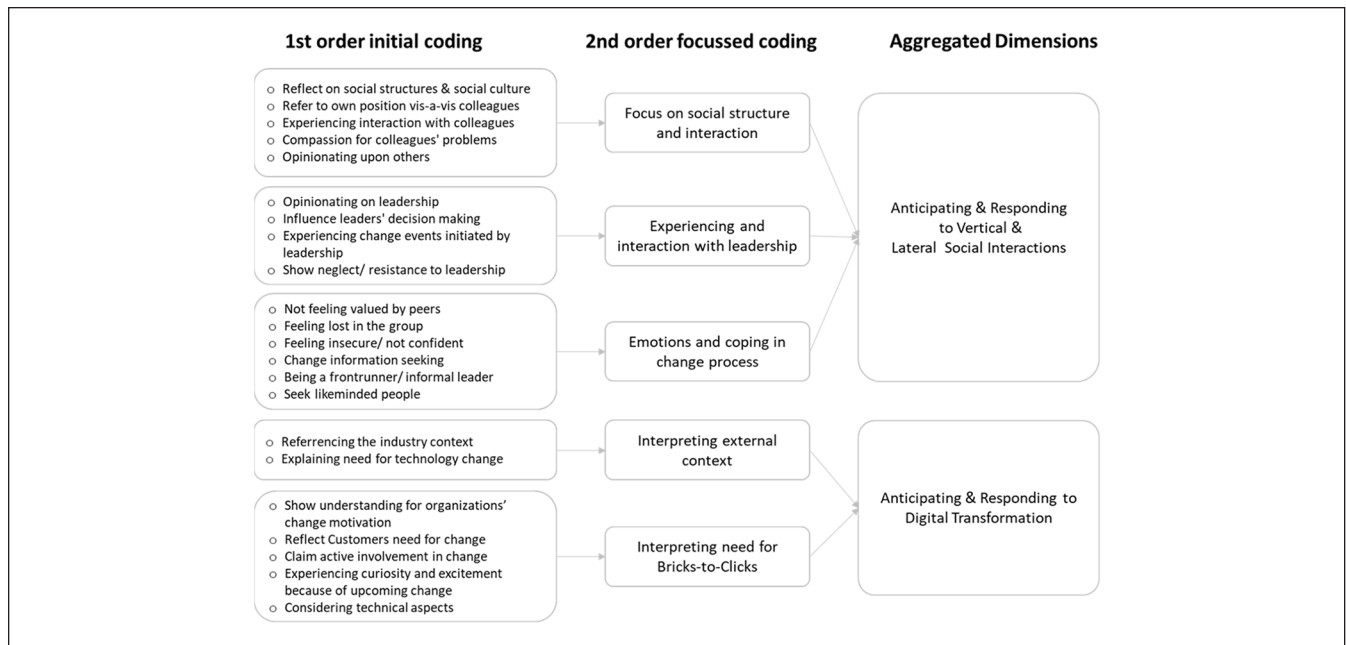 1st order initial coding
2nd order focussed coding
Aggregated Dimensions
o Reflect on social structures & social culture
o Refer to own position vis-a-vis colleagues
o Experiencing interaction with colleagues
o Compassion for colleagues' problems
o Opinionating upon others
Focus on social structure
and interaction
o Opinionating on leadership
o Influence leaders' decision making
o Experiencing change events initiated by
leadership
o Show neglect/ resistance to leadership
Experiencing and
interaction with leadership
o Not feeling valued by peers
o Feeling lost in the group
o Feeling insecure/ not confident
o Change information seeking
o Being a frontrunner/ informal leader
o Seek likeminded people
Emotions and coping in
change process
Anticipating & Responding
to Vertical &
Lateral Social Interactions
o Referrencing the industry context
o Explaining need for technology change
Interpreting external
context
o Show understanding for organizations’
change motivation
o Reflect Customers need for change
o Claim active involvement in change
o Experiencing curiosity and excitement
because of upcoming change
o Considering technical aspects
Interpreting need for
Bricks-to-Clicks
Anticipating & Responding to
Digital Transformation